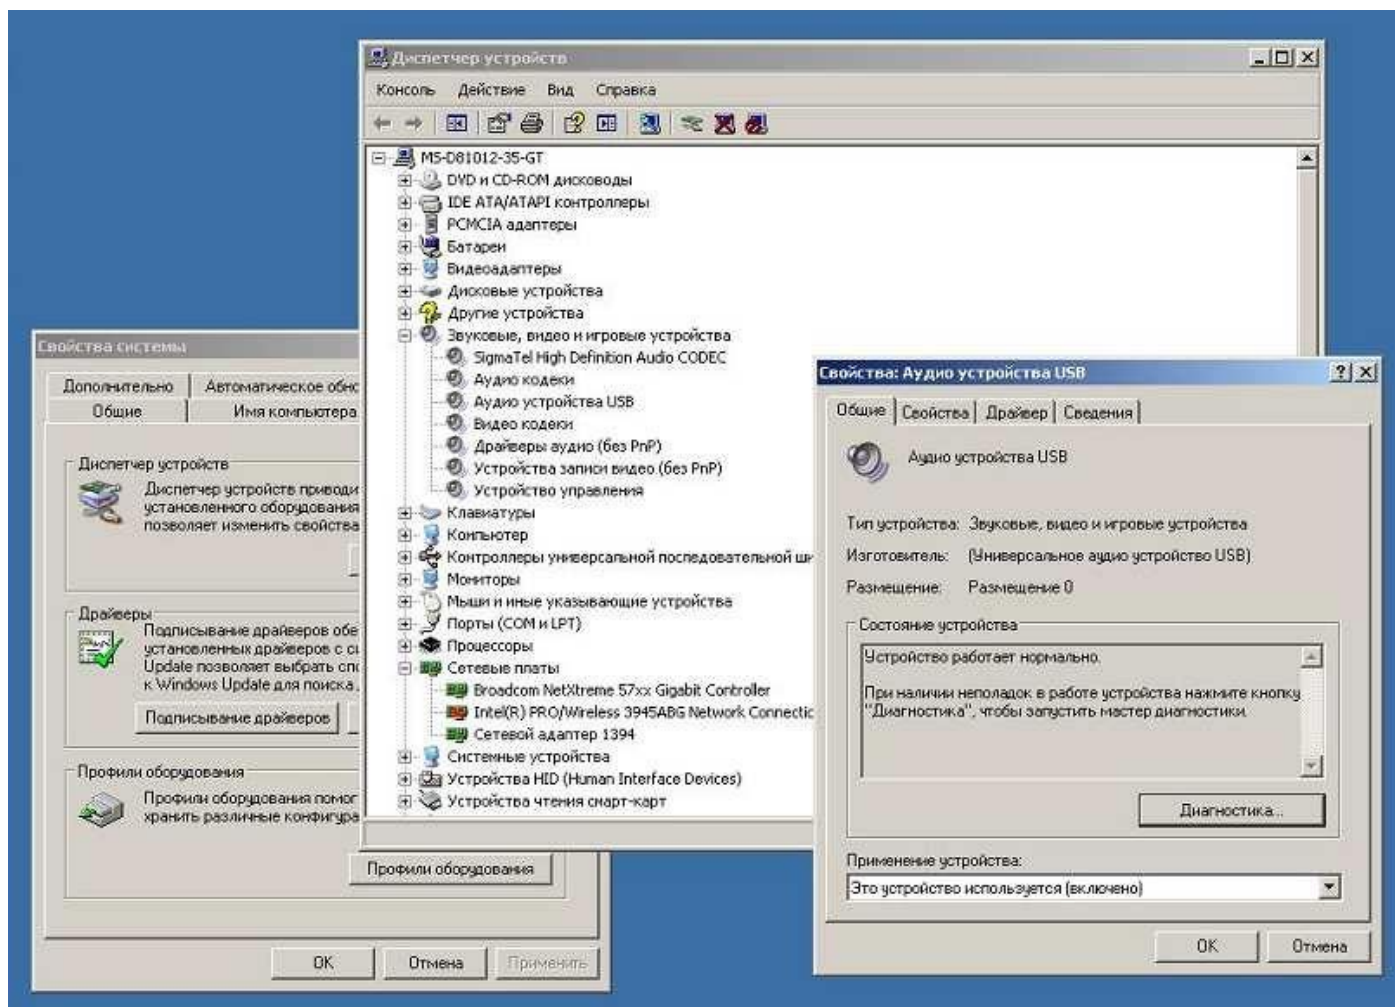 Диспетчер устройств
Консоль Действие Вид Справка
MS-D81012-35-GT
DVD и CD-ROM дисководы
IDE ATA/ATAPI контроллеры
PCMCIA адаптеры
Батареи
Видеоадаптеры
Дисковые устройства
Другие устройства
Звуковые, видео и игровые устройства
SigmaTel High Definition Audio CODEC
Аудио кодеки
Аудио устройства USB
Видео кодеки
Драйверы аудио (без PnP)
Устройства записи видео (без PnP)
Устройство управления
Клавиатуры
Компьютер
Контроллеры универсальной последовательной ши
Мониторы
Мыши и иные указывающие устройства
Порты (COM и LPT)
Процессоры
Сетевые платы
Broadcom NetXtreme 57xx Gigabit Controller
Intel(R) PRO/Wireless 3945ABG Network Connectic
Сетевой адаптер 1394
Системные устройства
Устройства HID (Human Interface Devices)
Устройства чтения смарт-карт
Свойства системы
Дополнительно Автоматическое обнс
Общие Имя компьютера
Диспетчер устройств
Диспетчер устройств приводи
установленного оборудования
позволяет изменить свойства
Драйверы
Подписывание драйверов обе
установленных драйверов с си
Update позволяет выбрать спо
к Windows Update для поиска
Подписывание драйверов
Профили оборудования
Профили оборудования помог
хранить различные конфигура
Профили оборудования
OK Отмена Применить
Свойства: Аудио устройства USB
Общие Свойства Драйвер Сведения
Аудио устройства USB
Тип устройства: Звуковые, видео и игровые устройства
Изготовитель: (Универсальное аудио устройство USB)
Размещение: Размещение 0
Состояние устройства
Устройство работает нормально.
При наличии неполадок в работе устройства нажмите кнопку
"Диагностика", чтобы запустить мастер диагностики.
Диагностика...
Применение устройства:
Это устройство используется (включено)
OK Отмена